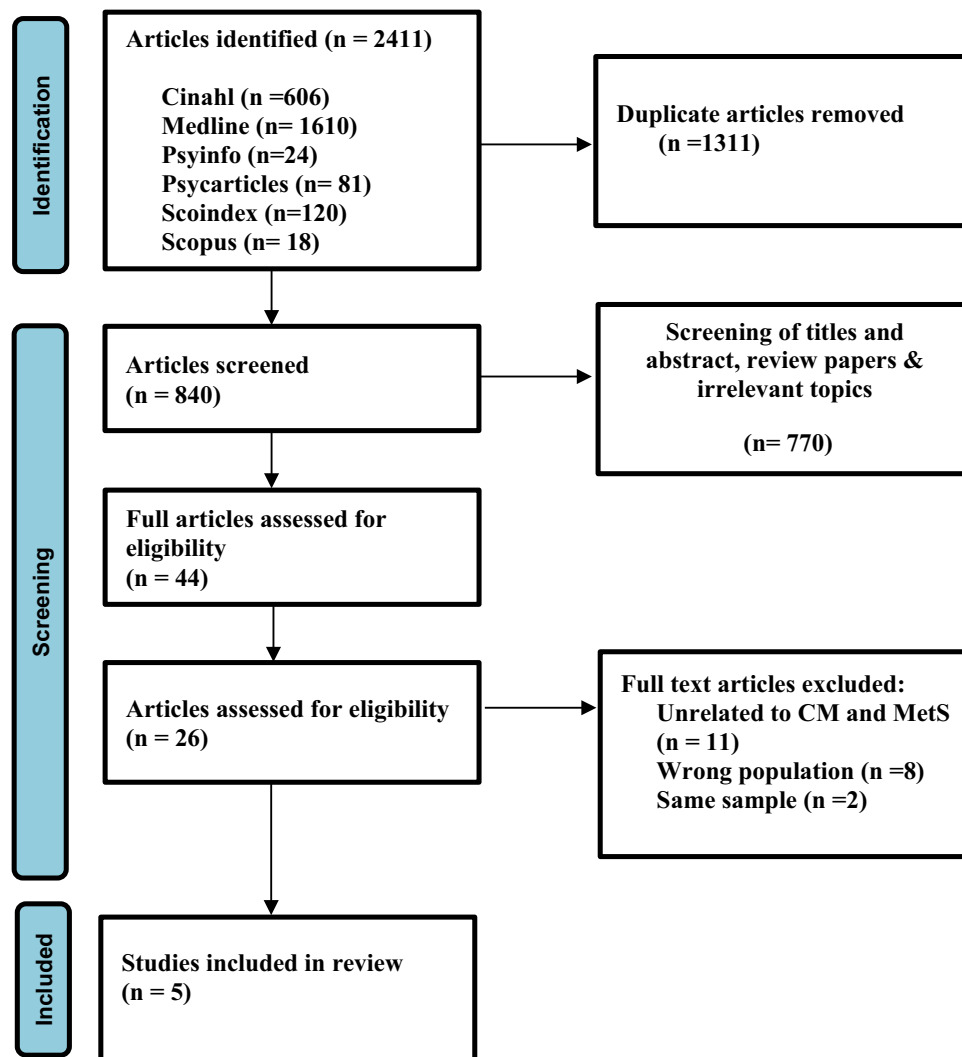 Identification
Articles identified (n = 2411)
Cinahl (n =606)
Medline (n= 1610)
Psyinfo (n=24)
Psycarticles (n= 81)
Scoindex (n=120)
Scopus (n= 18)
Duplicate articles removed
(n =1311)
Screening
Articles screened
(n = 840)
Screening of titles and
abstract, review papers &
irrelevant topics
(n= 770)
Full articles assessed for
eligibility
(n = 44)
Articles assessed for eligibility
(n = 26)
Full text articles excluded:
Unrelated to CM and MetS
(n = 11)
Wrong population (n =8)
Same sample (n =2)
Included
Studies included in review
(n = 5)